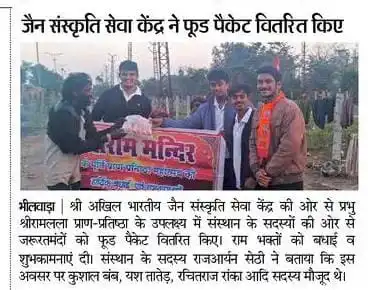 जैन संस्कृति सेवा केंद्र ने फूड पैकेट वितरित किए
राम मन्दिर
भीलवाड़ा | श्री अखिल भारतीय जैन संस्कृति सेवा केंद्र की ओर से प्रभु
श्रीरामलला प्राण-प्रतिष्ठा के उपलक्ष्य में संस्थान के सदस्यों की ओर से
जरूरतमंदों को फूड पैकेट वितरित किए। राम भक्तों को बधाई व
शुभकामनाएं दी। संस्थान के सदस्य राजआर्यन सेठी ने बताया कि इस
अवसर पर कुशाल बंब, यश तातेड़, रचितराज रांका आदि सदस्य मौजूद थे।